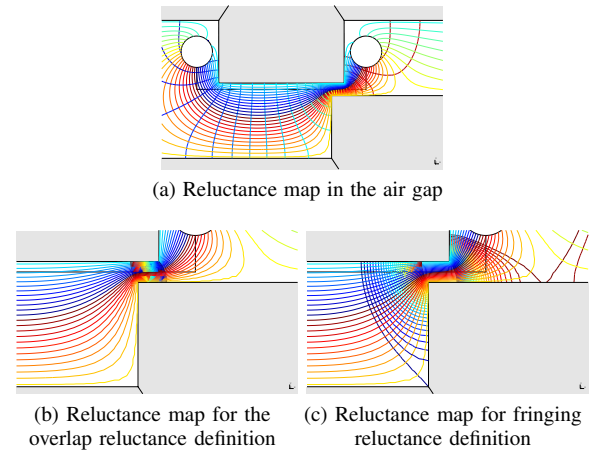 (a) Reluctance map in the air gap
(b) Reluctance map for the
overlap reluctance definition
(c) Reluctance map for fringing
reluctance definition